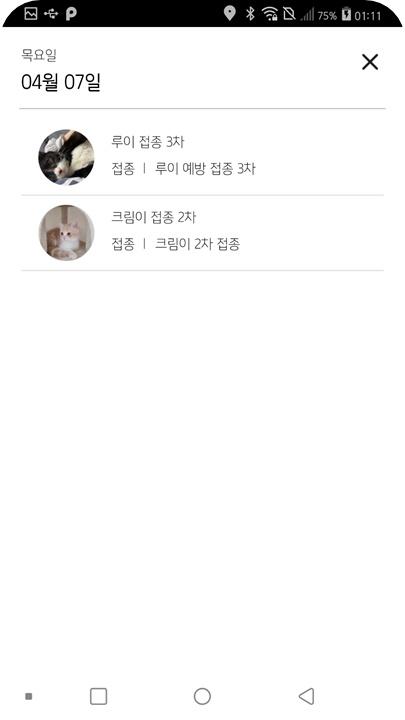 75% 01:11
목요일
04월 07일
루이 접종 3차
접종 | 루이 예방 접종 3차
크림이 접종 2차
접종 | 크림이 2차 접종